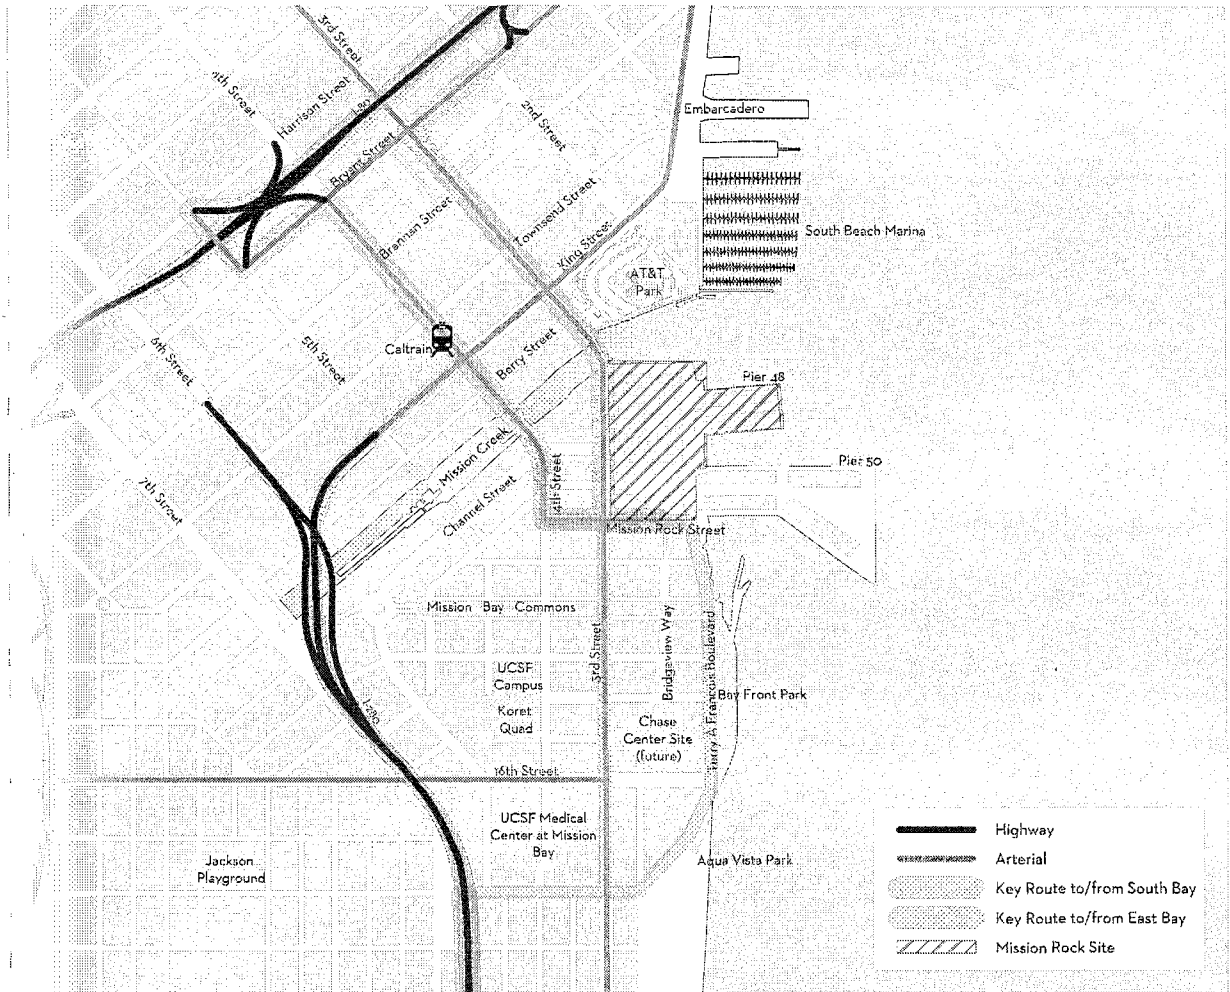 3rd Street
4th Street
Harrison Street
I-80
2nd Street
Embarcadero
Bryant Street
Brannan Street
Townsend Street
King Street
South Beach Marina
AT&T
Park
Caltrain
Berry Street
5th Street
6th Street
Pier 48
Mission Creek
Pier 50
7th Street
Channel Street
4th Street
Mission Rock Street
Mission Bay Commons
3rd Street
Bridgeview Way
Terry A Francois Boulevard
UCSF
Campus
Bay Front Park
Koret
Quad
I-280
Chase
Center Site
(future)
16th Street
UCSF Medical
Center at Mission
Bay
Jackson
Playground
Aqua Vista Park
Highway
Arterial
Key Route to/from South Bay
Key Route to/from East Bay
Mission Rock Site